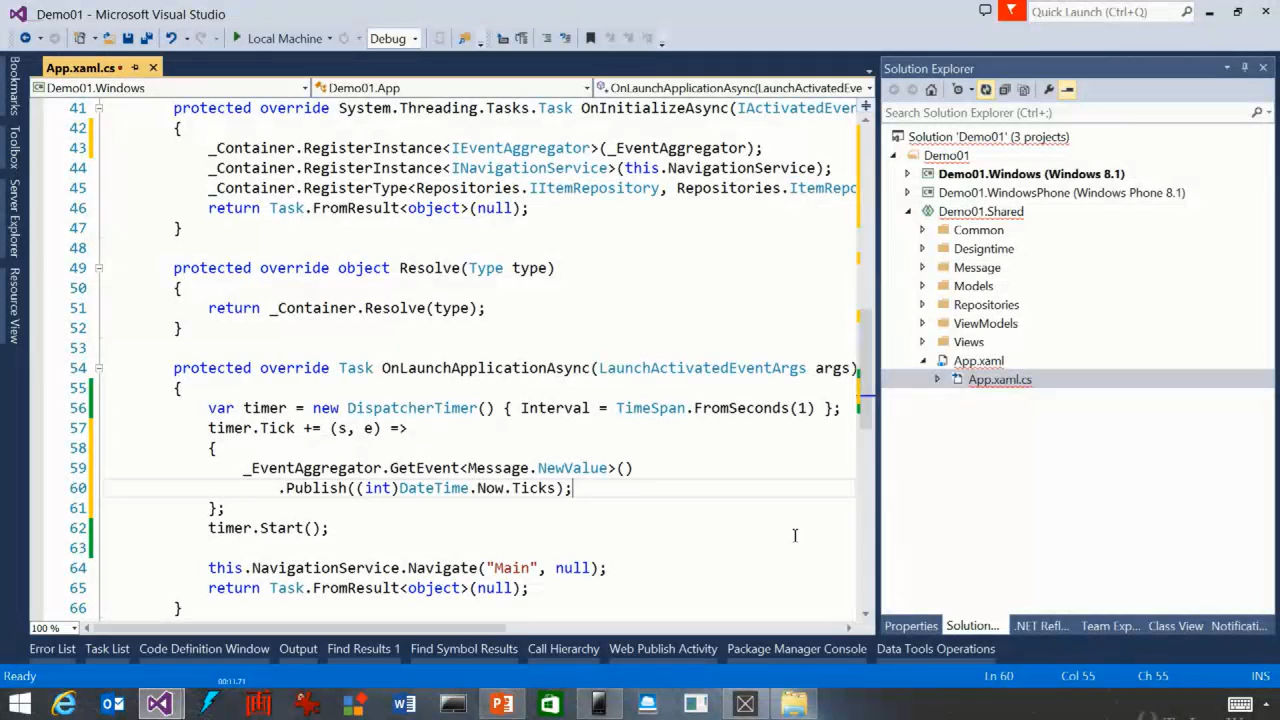 Demo01 - Microsoft Visual Studio
Quick Launch (Ctrl+Q)
Local Machine
Debug
App.xaml.cs
Demo01.Windows
Demo01.App
OnLaunchApplicationAsync(LaunchActivatedEve
41 protected override System.Threading.Tasks.Task OnInitializeAsync(IActivatedEven
42 {
43 _Container.RegisterInstance<IEventAggregator>(_EventAggregator);
44 _Container.RegisterInstance<INavigationService>(this.NavigationService);
45 _Container.RegisterType<Repositories.IItemRepository, Repositories.ItemRepo
46 return Task.FromResult<object>(null);
47 }
48
49 protected override object Resolve(Type type)
50 {
51 return _Container.Resolve(type);
52 }
53
54 protected override Task OnLaunchApplicationAsync(LaunchActivatedEventArgs args)
55 {
56 var timer = new DispatcherTimer() { Interval = TimeSpan.FromSeconds(1) };
57 timer.Tick += (s, e) =>
58 {
59 _EventAggregator.GetEvent<Message.NewValue>()
60 .Publish((int)DateTime.Now.Ticks);
61 };
62 timer.Start();
63
64 this.NavigationService.Navigate("Main", null);
65 return Task.FromResult<object>(null);
66 }
100 %
Bookmarks
Toolbox
Server Explorer
Resource View
Solution Explorer
Search Solution Explorer (Ctrl+;)
Solution 'Demo01' (3 projects)
Demo01
Demo01.Windows (Windows 8.1)
Demo01.WindowsPhone (Windows Phone 8.1)
Demo01.Shared
Common
Designtime
Message
Models
Repositories
ViewModels
Views
App.xaml
App.xaml.cs
Properties Solution... .NET Refl... Team Exp... Class View Notificati...
Error List Task List Code Definition Window Output Find Results 1 Find Symbol Results Call Hierarchy Web Publish Activity Package Manager Console Data Tools Operations
Ready
00:11.71
Ln 60 Col 55 Ch 55 INS